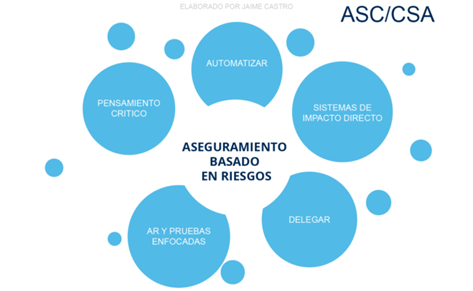 ELABORADO POR JAIME CASTRO
ASC/CSA
AUTOMATIZAR
PENSAMIENTO
CRITICO
SISTEMAS DE
IMPACTO DIRECTO
ASEGURAMIENTO
BASADO
EN RIESGOS
AR Y PRUEBAS
ENFOCADAS
DELEGAR